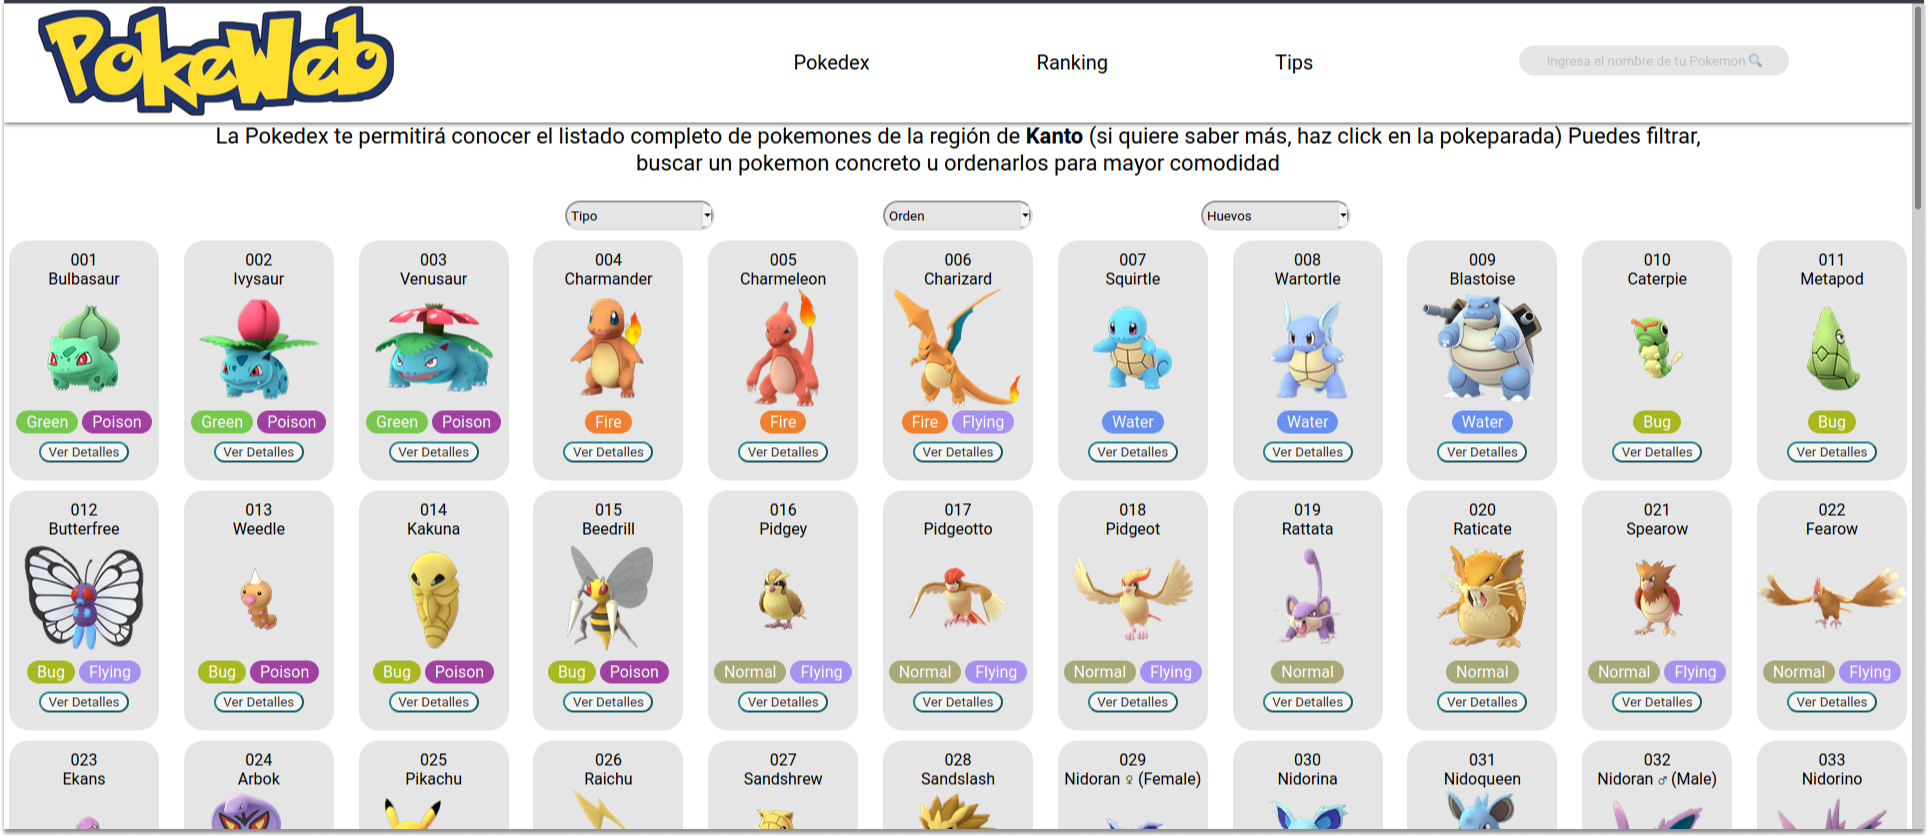 PokeWeb
Pokedex Ranking Tips Ingresa el nombre de tu Pokemon 🔍
La Pokedex te permitirá conocer el listado completo de pokemones de la región de Kanto (si quiere saber más, haz click en la pokeparada) Puedes filtrar,
buscar un pokemon concreto u ordenarlos para mayor comodidad
Tipo Orden Huevos
001 002 003 004 005 006 007 008 009 010 011
Bulbasaur Ivysaur Venusaur Charmander Charmeleon Charizard Squirtle Wartortle Blastoise Caterpie Metapod
Green Poison Green Poison Green Poison Fire Fire Fire Flying Water Water Water Bug Bug
Ver Detalles Ver Detalles Ver Detalles Ver Detalles Ver Detalles Ver Detalles Ver Detalles Ver Detalles Ver Detalles Ver Detalles Ver Detalles
012 013 014 015 016 017 018 019 020 021 022
Butterfree Weedle Kakuna Beedrill Pidgey Pidgeotto Pidgeot Rattata Raticate Spearow Fearow
Bug Flying Bug Poison Bug Poison Bug Poison Normal Flying Normal Flying Normal Flying Normal Normal Normal Flying Normal Flying
Ver Detalles Ver Detalles Ver Detalles Ver Detalles Ver Detalles Ver Detalles Ver Detalles Ver Detalles Ver Detalles Ver Detalles Ver Detalles
023 024 025 026 027 028 029 030 031 032 033
Ekans Arbok Pikachu Raichu Sandshrew Sandslash Nidoran ♀ (Female) Nidorina Nidoqueen Nidoran ♂ (Male) Nidorino